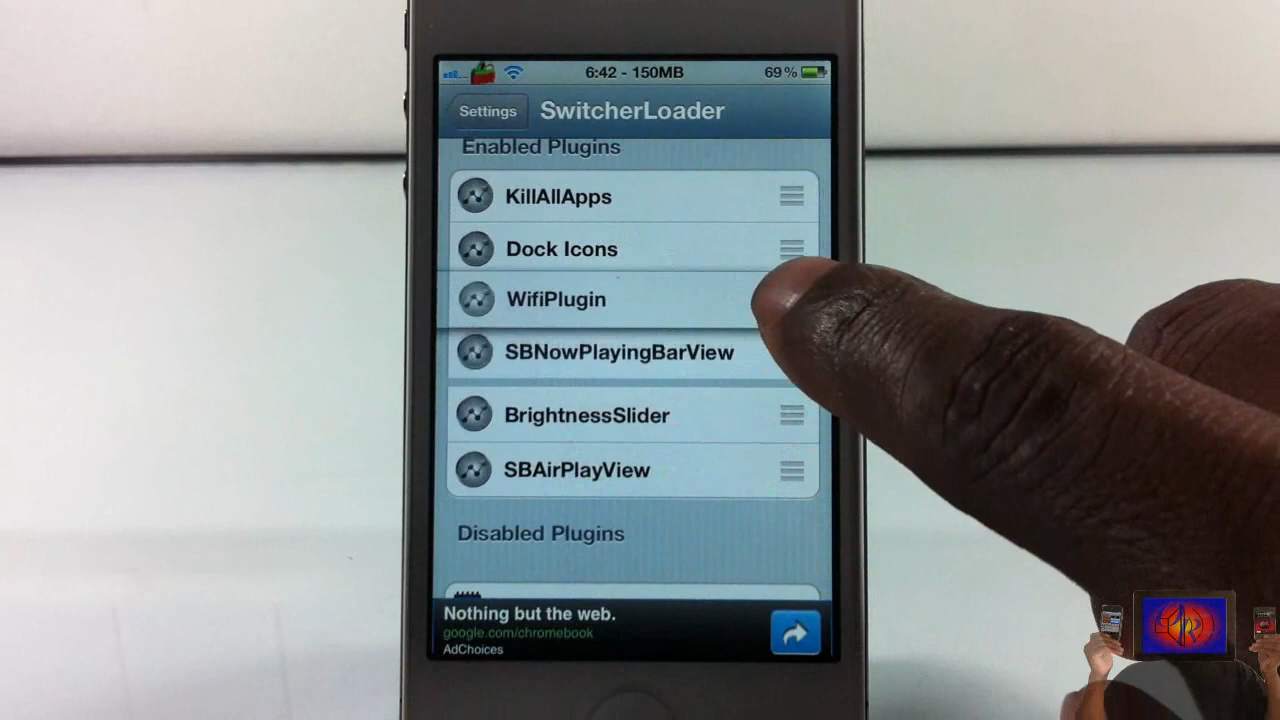 6:42 - 150MB
69%
Settings
SwitcherLoader
Enabled Plugins
KillAllApps
Dock Icons
WifiPlugin
SBNowPlayingBarView
BrightnessSlider
SBAirPlayView
Disabled Plugins
Nothing but the web.
google.com/chromebook
AdChoices